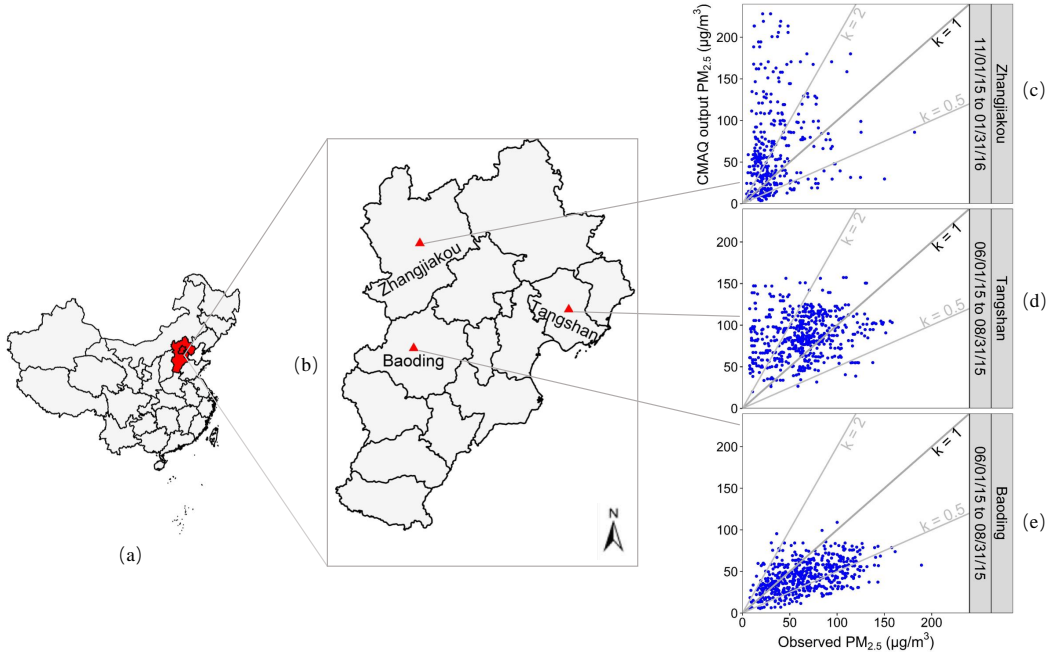 (a)
(b)
Zhangjiakou
Tangshan
Baoding
N
CMAQ output PM2.5 (μg/m3)
200
150
100
50
0
k = 2
k = 1
k = 0.5
11/01/15 to 01/31/16
Zhangjiakou
(c)
200
150
100
50
0
k = 2
k = 1
k = 0.5
06/01/15 to 08/31/15
Tangshan
(d)
200
150
100
50
0
k = 2
k = 1
k = 0.5
06/01/15 to 08/31/15
Baoding
(e)
0 50 100 150 200
Observed PM2.5 (μg/m3)